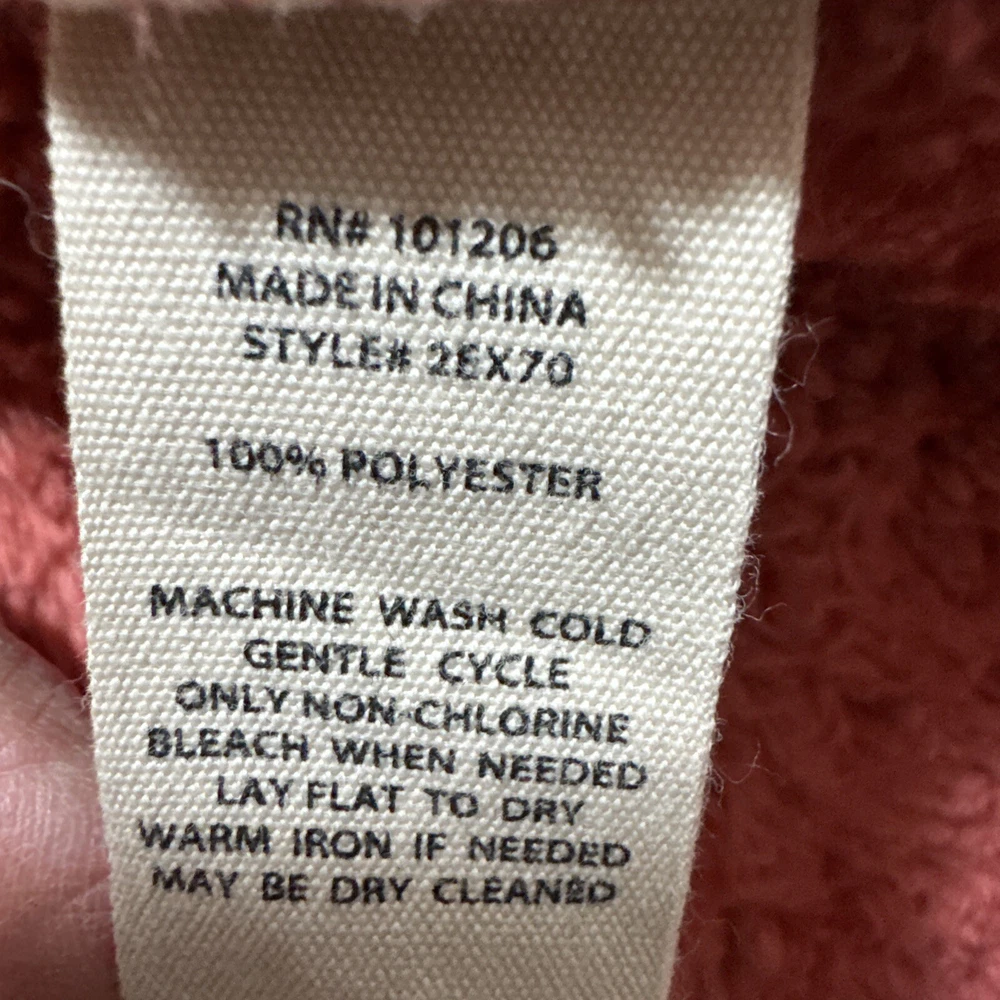 RN# 101206
MADE IN CHINA
STYLE# 2EX70
100% POLYESTER
MACHINE WASH COLD
GENTLE CYCLE
ONLY NON-CHLORINE
BLEACH WHEN NEEDED
LAY FLAT TO DRY
WARM IRON IF NEEDED
MAY BE DRY CLEANED